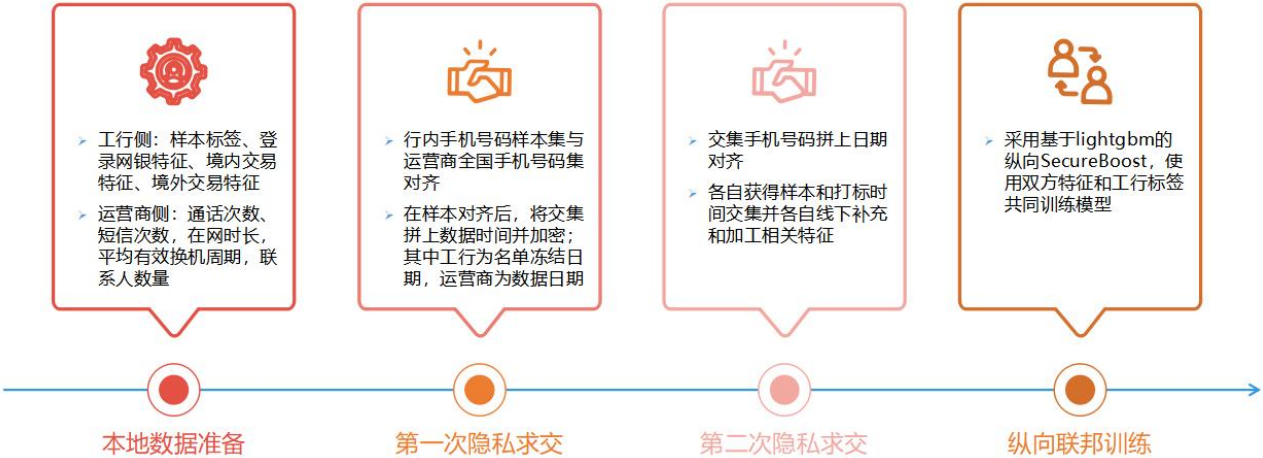 工行侧：样本标签、登
录网银特征、境内交易
特征、境外交易特征
运营商侧：通话次数、
短信次数，在网时长，
平均有效换机周期，联
系人数量
行内手机号码样本集与
运营商全国手机号码集
对齐
在样本对齐后，将交集
拼上数据时间并加密；
其中工行为名单冻结日
期，运营商为数据日期
交集手机号码拼上日期
对齐
各自获得样本和打标时
间交集并各自线下补充
和加工相关特征
采用基于lightgbm的
纵向SecureBoost，使
用双方特征和工行标签
共同训练模型
本地数据准备
第一次隐私求交
第二次隐私求交
纵向联邦训练